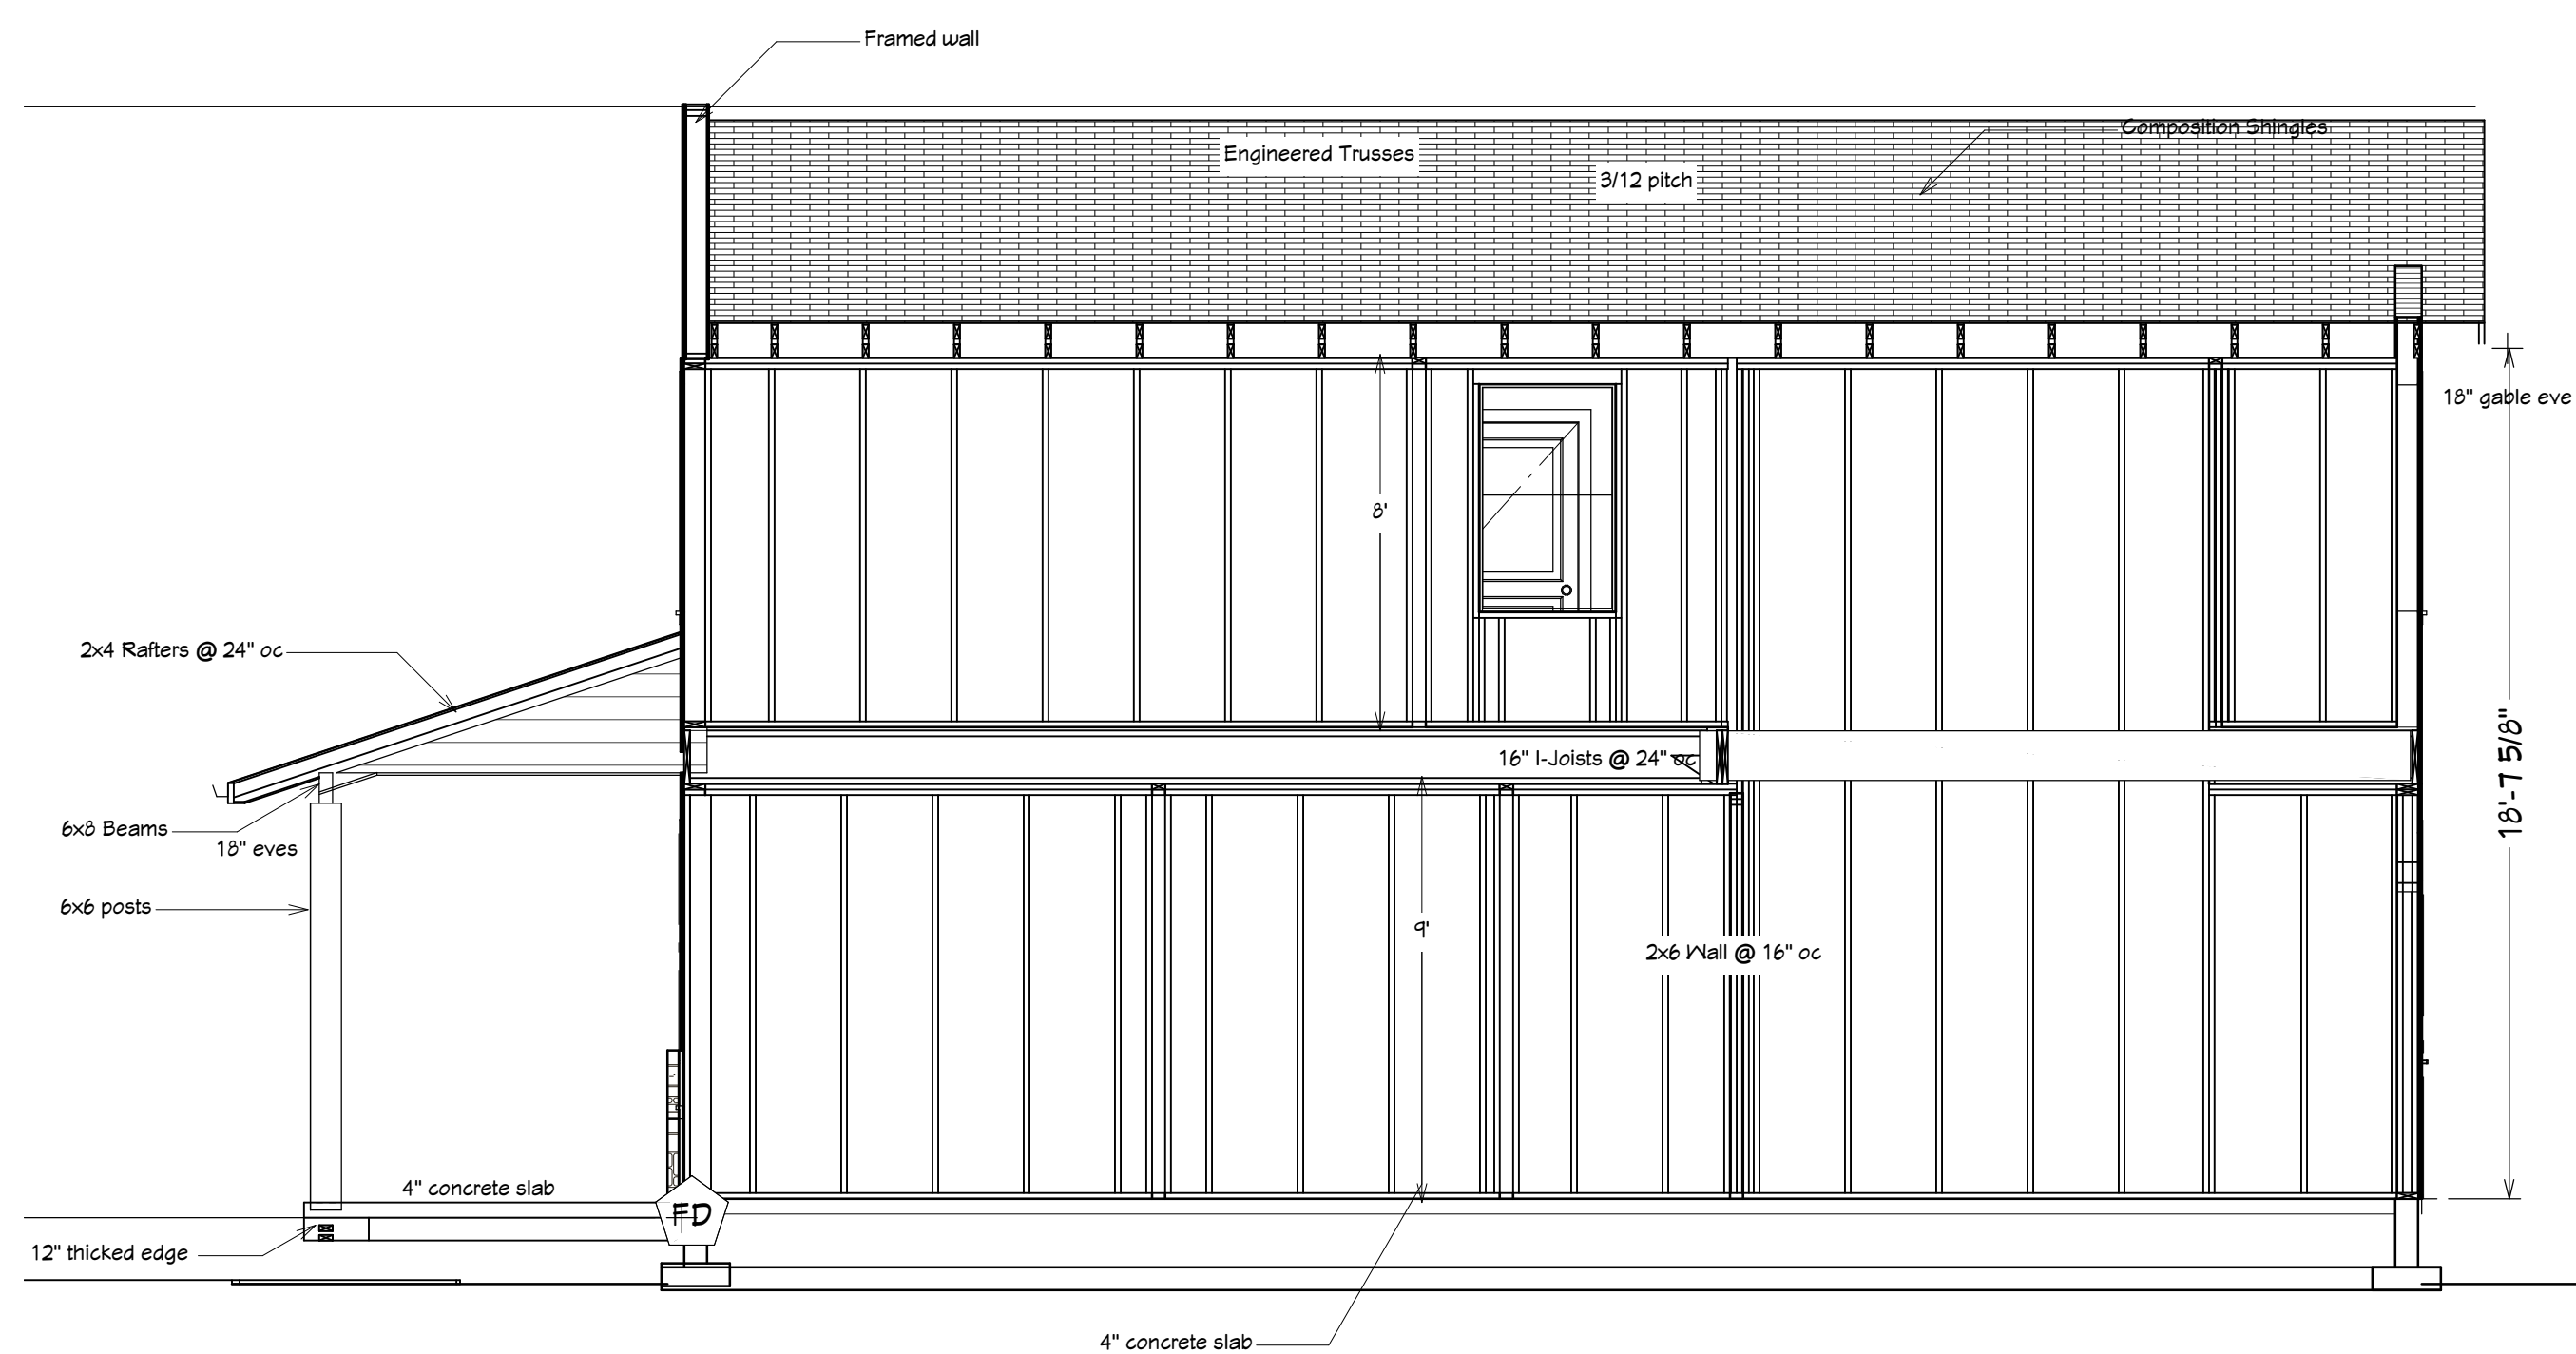 Framed wall
Composition Shingles
Engineered Trusses
3/12 pitch
18" gable eve
8'
2x4 Rafters @ 24" oc
16" I-Joists @ 24" oc
18'-7 5/8"
6x8 Beams
18" eves
6x6 posts
9'
2x6 Wall @ 16" oc
4" concrete slab
FD
12" thicked edge
4" concrete slab